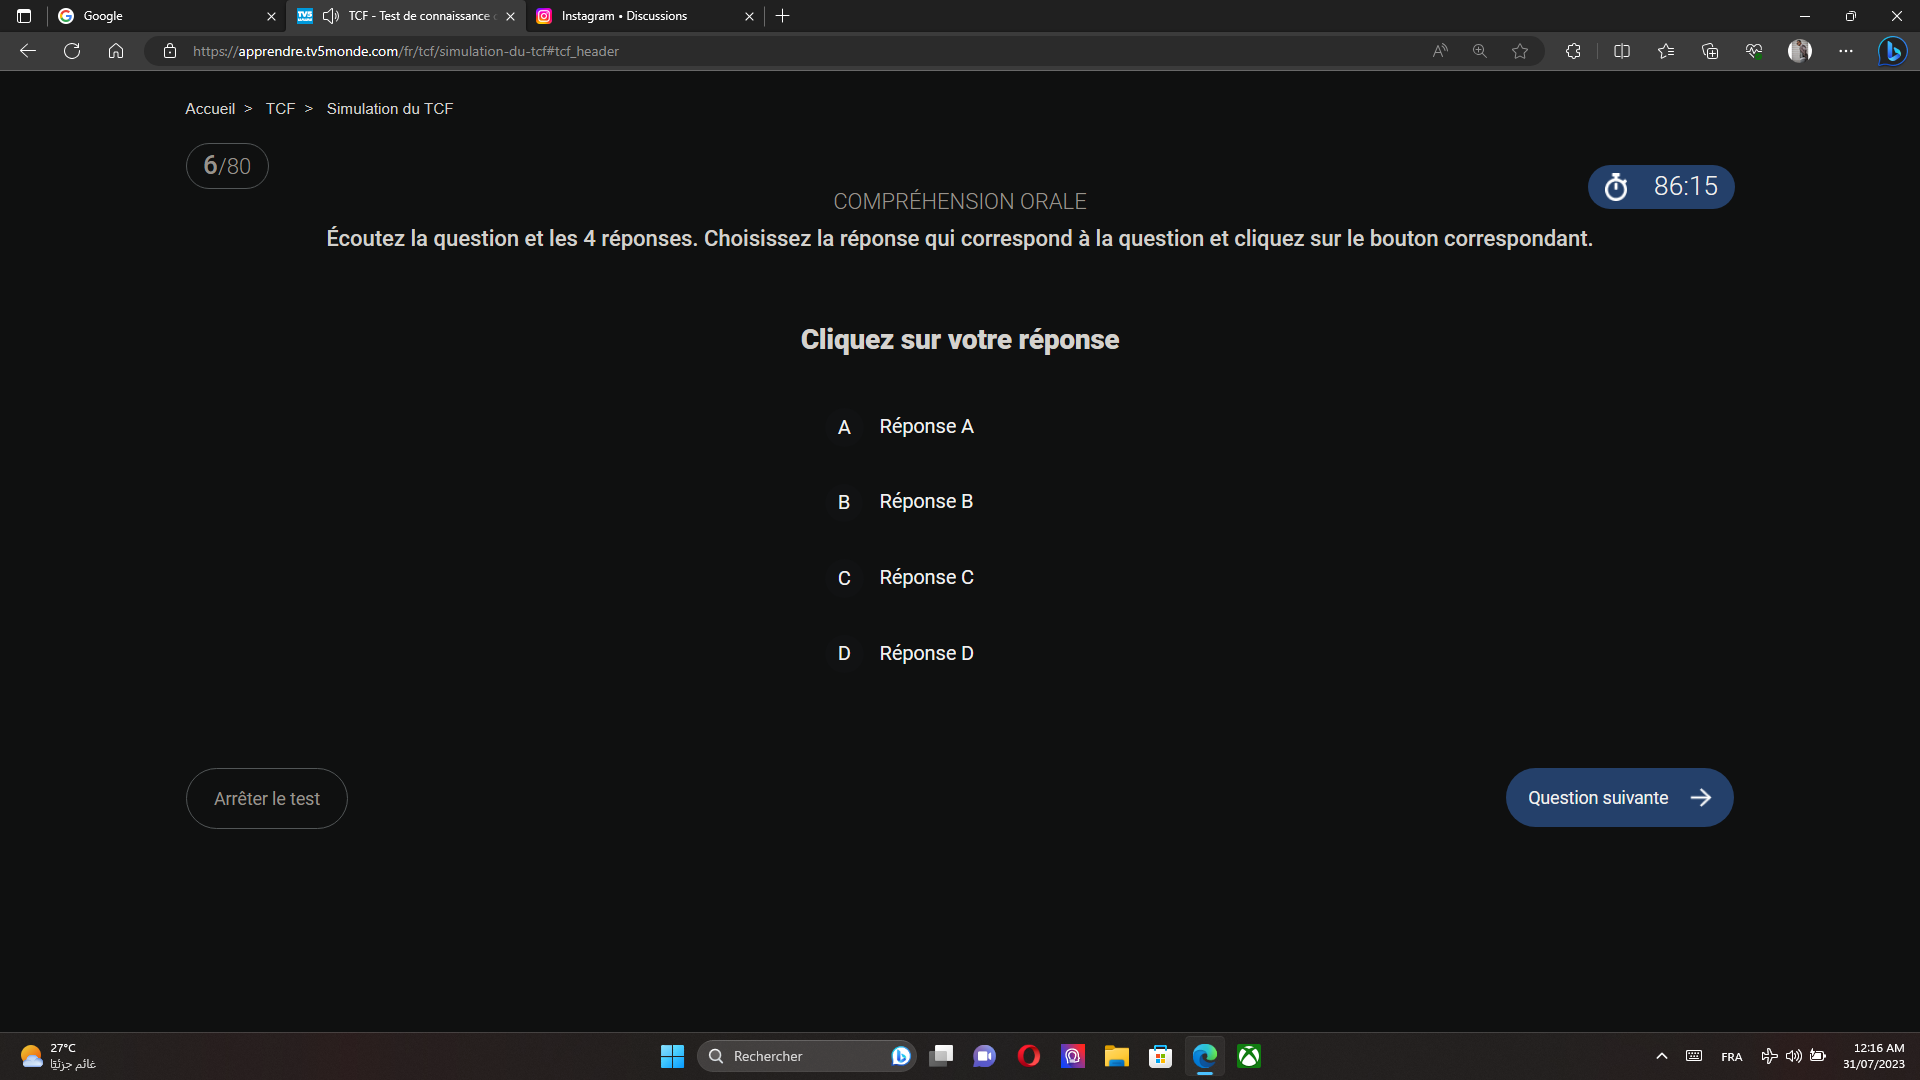 Google
TCF - Test de connaissance
Instagram • Discussions
https://apprendre.tv5monde.com/fr/tcf/simulation-du-tcf#tcf_header
Accueil > TCF > Simulation du TCF
6/80
86:15
COMPRÉHENSION ORALE
Écoutez la question et les 4 réponses. Choisissez la réponse qui correspond à la question et cliquez sur le bouton correspondant.
Cliquez sur votre réponse
A Réponse A
B Réponse B
C Réponse C
D Réponse D
Arrêter le test
Question suivante
27°C
غائم جزئيًا
Rechercher
FRA
12:16 AM
31/07/2023